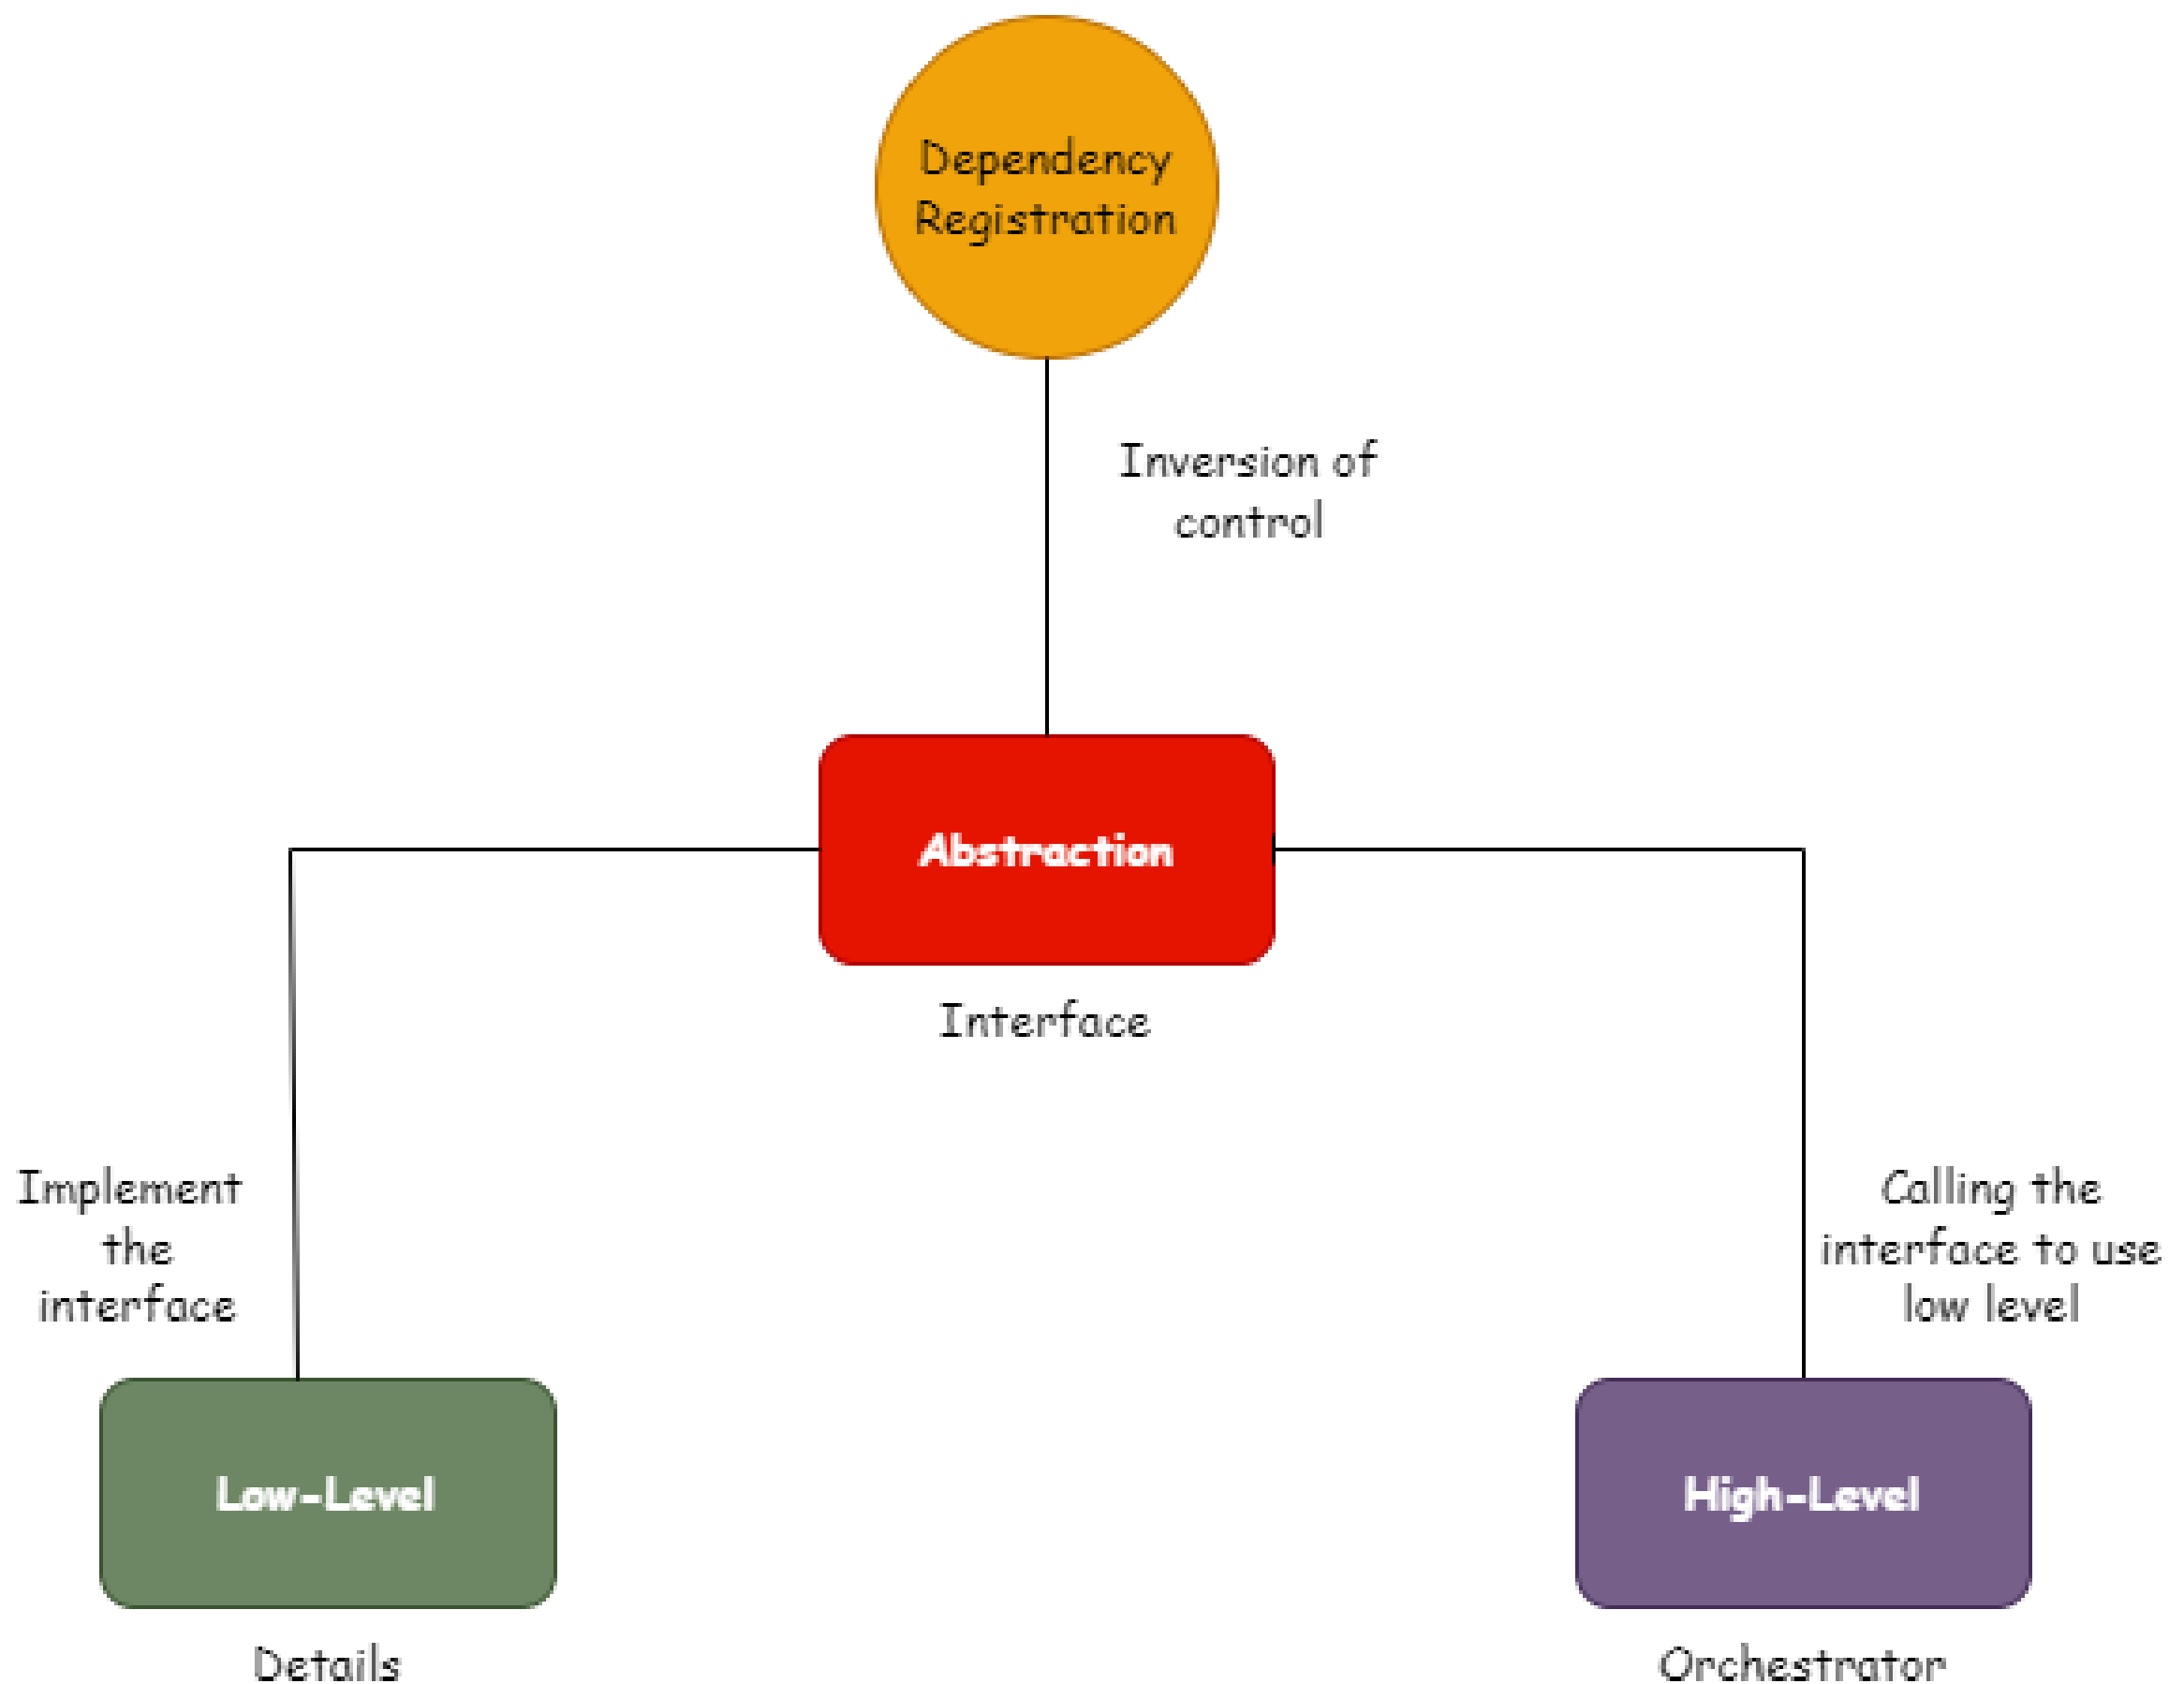 Dependency
Registration
Inversion of
control
Abstraction
Interface
Implement
the
interface
Calling the
interface to use
low level
Low-Level
High-Level
Details
Orchestrator